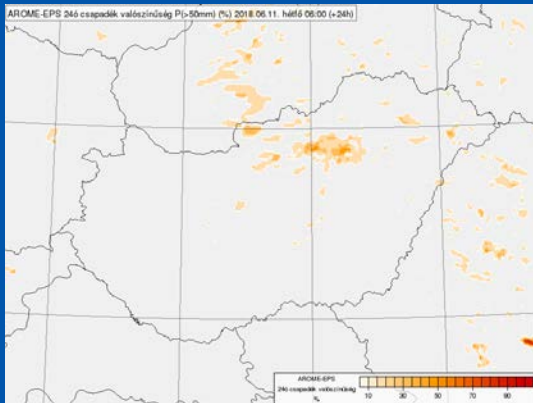 AROME-EPS 24ó csapadék valószínűség P(>50mm) (%) 2018.06.11. hétfő 06:00 (+24h)
AROME-EPS
24ó csapadék valószínűség
%
10 30 50 70 90